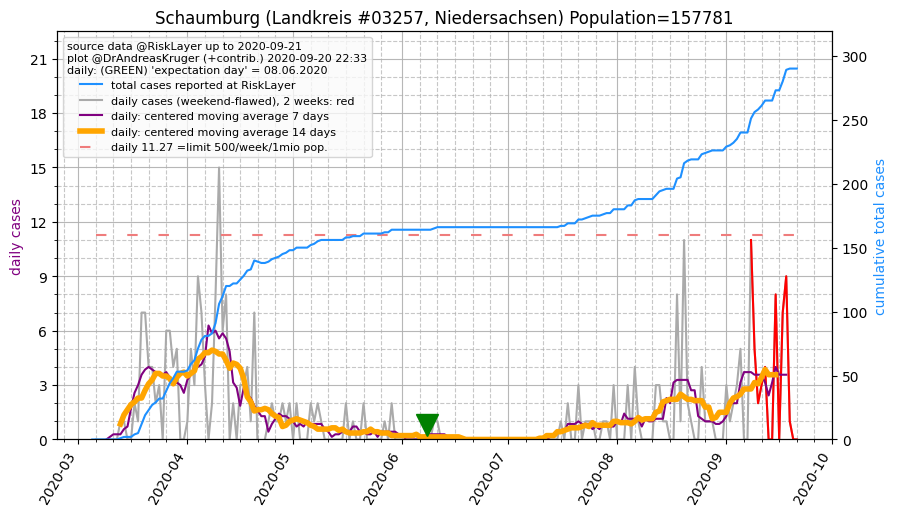 Schaumburg (Landkreis #03257, Niedersachsen) Population=157781
source data @RiskLayer up to 2020-09-21
plot @DrAndreasKruger (+contrib.) 2020-09-20 22:33
daily: (GREEN) 'expectation day' = 08.06.2020
total cases reported at RiskLayer
daily cases (weekend-flawed), 2 weeks: red
daily: centered moving average 7 days
daily: centered moving average 14 days
daily 11.27 =limit 500/week/1mio pop.
daily cases
21
18
15
12
9
6
3
0
cumulative total cases
300
250
200
150
100
50
0
2020-03
2020-04
2020-05
2020-06
2020-07
2020-08
2020-09
2020-10